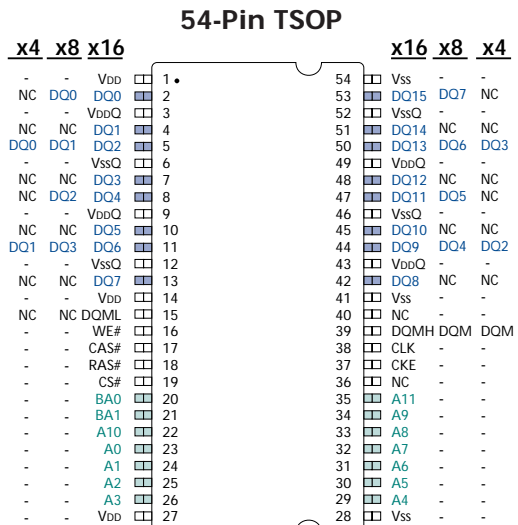 54-Pin TSOP
x4 x8 x16 x16 x8 x4
- - VDD 1 54 Vss - -
NC DQ0 DQ0 2 53 DQ15 DQ7 NC
- - VDDQ 3 52 VssQ - -
NC NC DQ1 4 51 DQ14 NC NC
DQ0 DQ1 DQ2 5 50 DQ13 DQ6 DQ3
- - VssQ 6 49 VDDQ - -
NC NC DQ3 7 48 DQ12 NC NC
NC DQ2 DQ4 8 47 DQ11 DQ5 NC
- - VDDQ 9 46 VssQ - -
NC NC DQ5 10 45 DQ10 NC NC
DQ1 DQ3 DQ6 11 44 DQ9 DQ4 DQ2
- - VssQ 12 43 VDDQ - -
NC NC DQ7 13 42 DQ8 NC NC
- - VDD 14 41 Vss - -
NC NC DQML 15 40 NC - -
- - WE# 16 39 DQMH DQM DQM
- - CAS# 17 38 CLK - -
- - RAS# 18 37 CKE - -
- - CS# 19 36 NC - -
- - BA0 20 35 A11 - -
- - BA1 21 34 A9 - -
- - A10 22 33 A8 - -
- - A0 23 32 A7 - -
- - A1 24 31 A6 - -
- - A2 25 30 A5 - -
- - A3 26 29 A4 - -
- - VDD 27 28 Vss - -